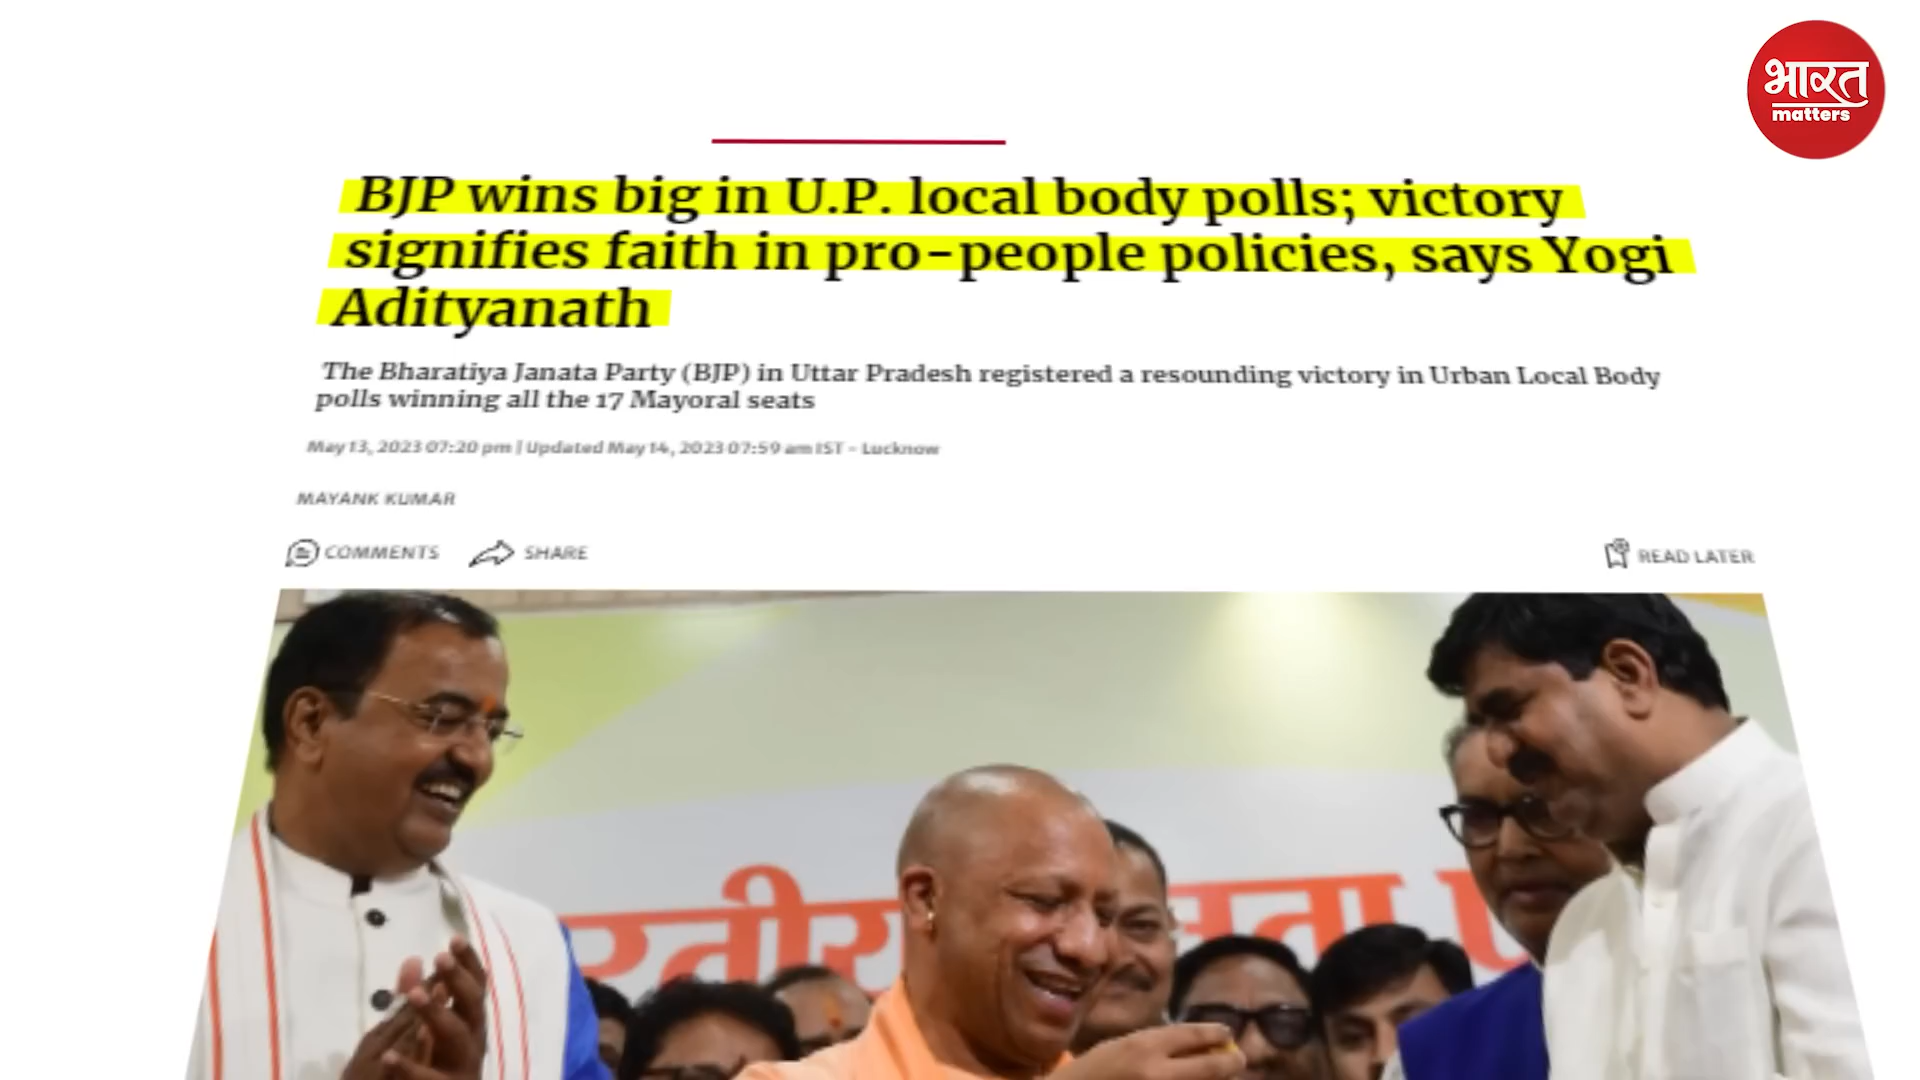 भारत
matters
BJP wins big in U.P. local body polls; victory
signifies faith in pro-people policies, says Yogi
Adityanath
The Bharatiya Janata Party (BJP) in Uttar Pradesh registered a resounding victory in Urban Local Body
polls winning all the 17 Mayoral seats
May 13, 2023 07:20 pm | Updated May 14, 2023 07:59 am IST - Lucknow
MAYANK KUMAR
COMMENTS SHARE READ LATER